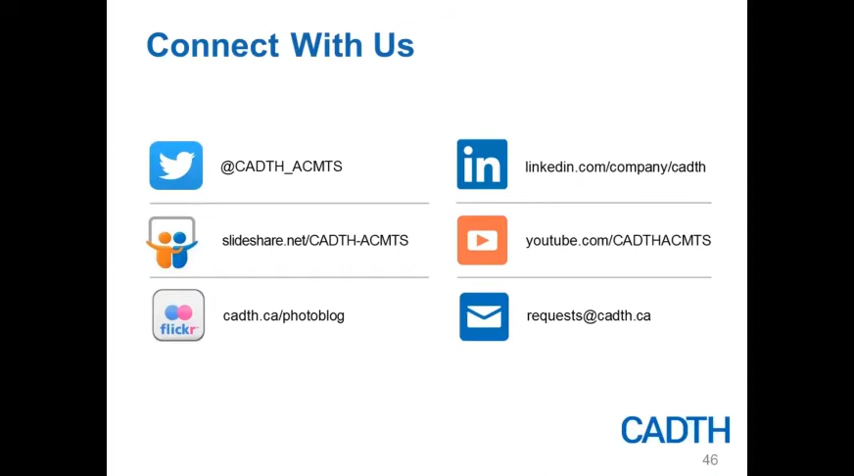 Connect With Us
@CADTH_ACMTS
in
linkedin.com/company/cadth
slideshare.net/CADTH-ACMTS
youtube.com/CADTHACMTS
flickr
cadth.ca/photoblog
requests@cadth.ca
CADTH
46